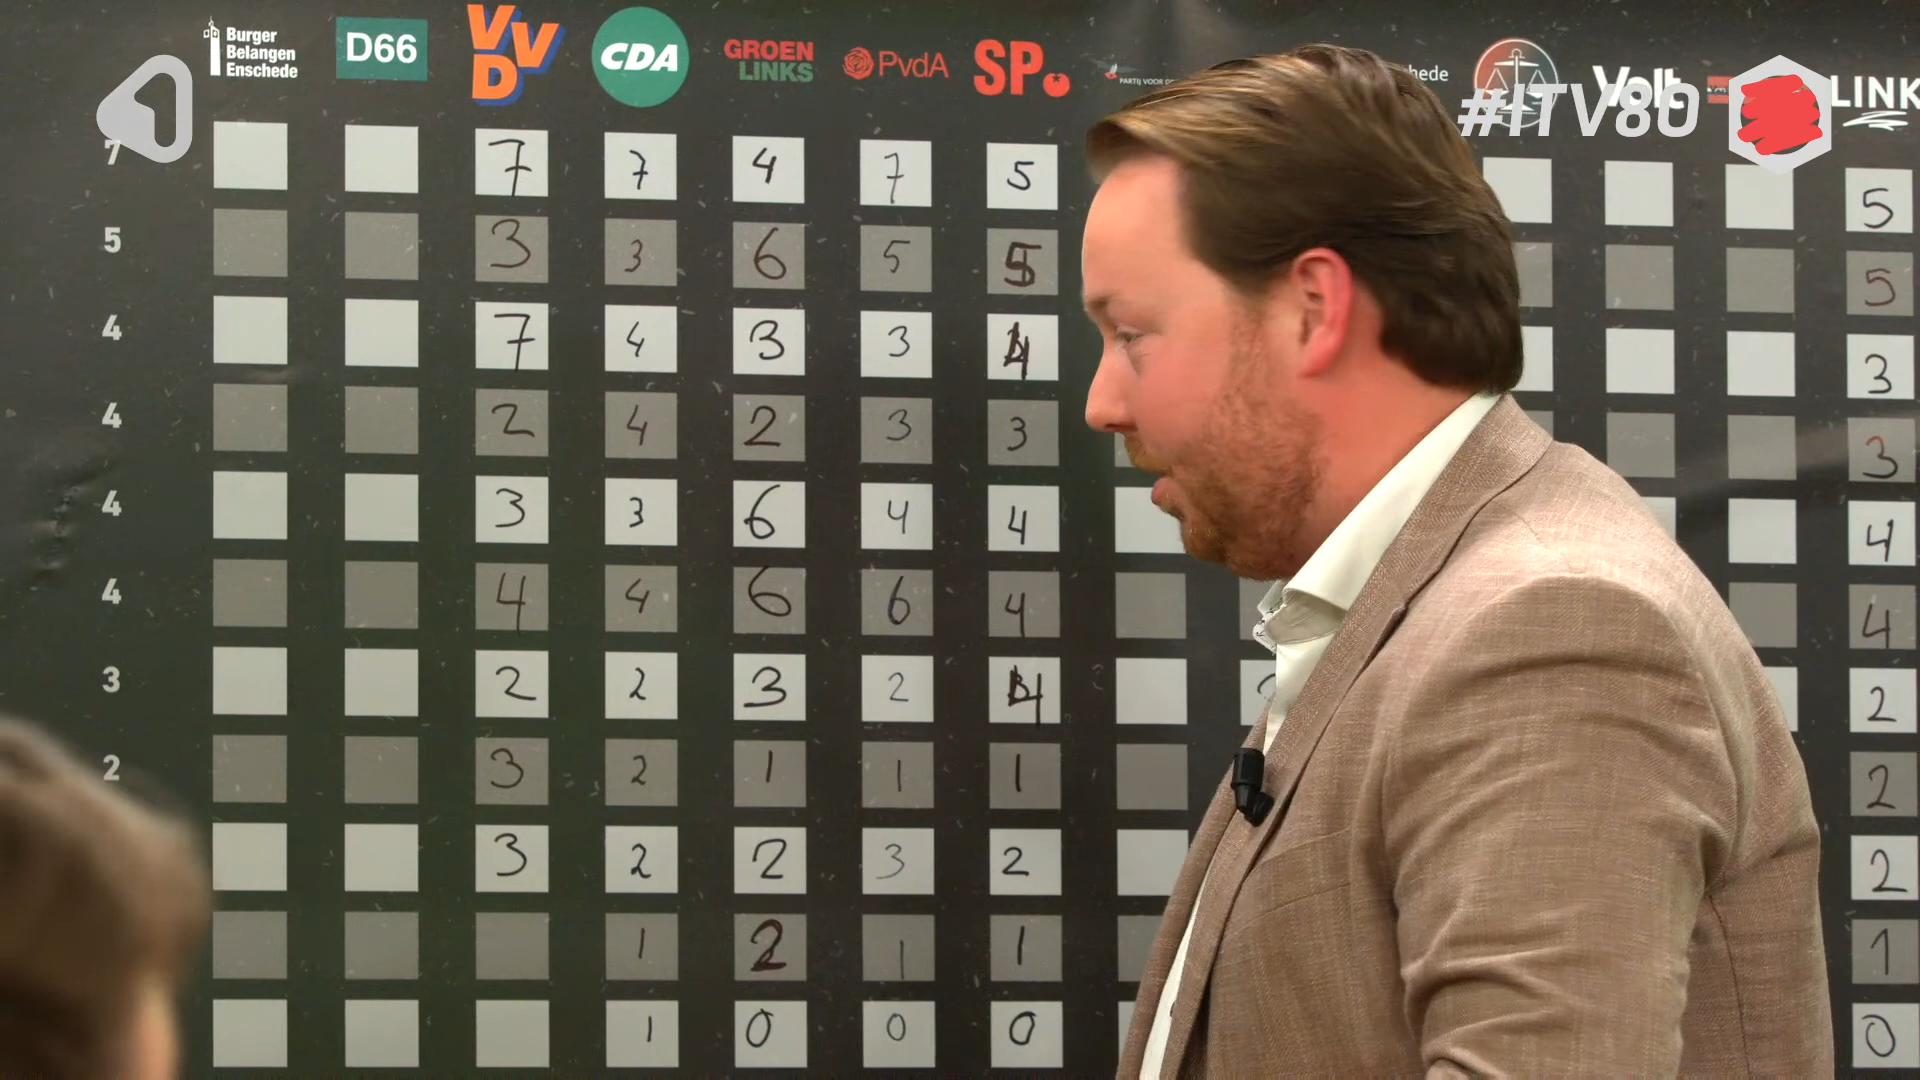 Burger
Belangen
Enschede
D66
VVD
CDA
GROEN
LINKS
PvdA
SP.
PARTIJ VOOR
hede
Volt
LINK
#ITV80
7 7 7 4 7 5 5
5 3 3 6 5 5 5
4 7 4 3 3 4 3
4 2 4 2 3 3 3
4 3 3 6 4 4 4
4 4 4 6 6 4 4
3 2 2 3 2 4 2
2 3 2 1 1 1 2
3 2 2 3 2 2
1 2 1 1 1
1 0 0 0 0